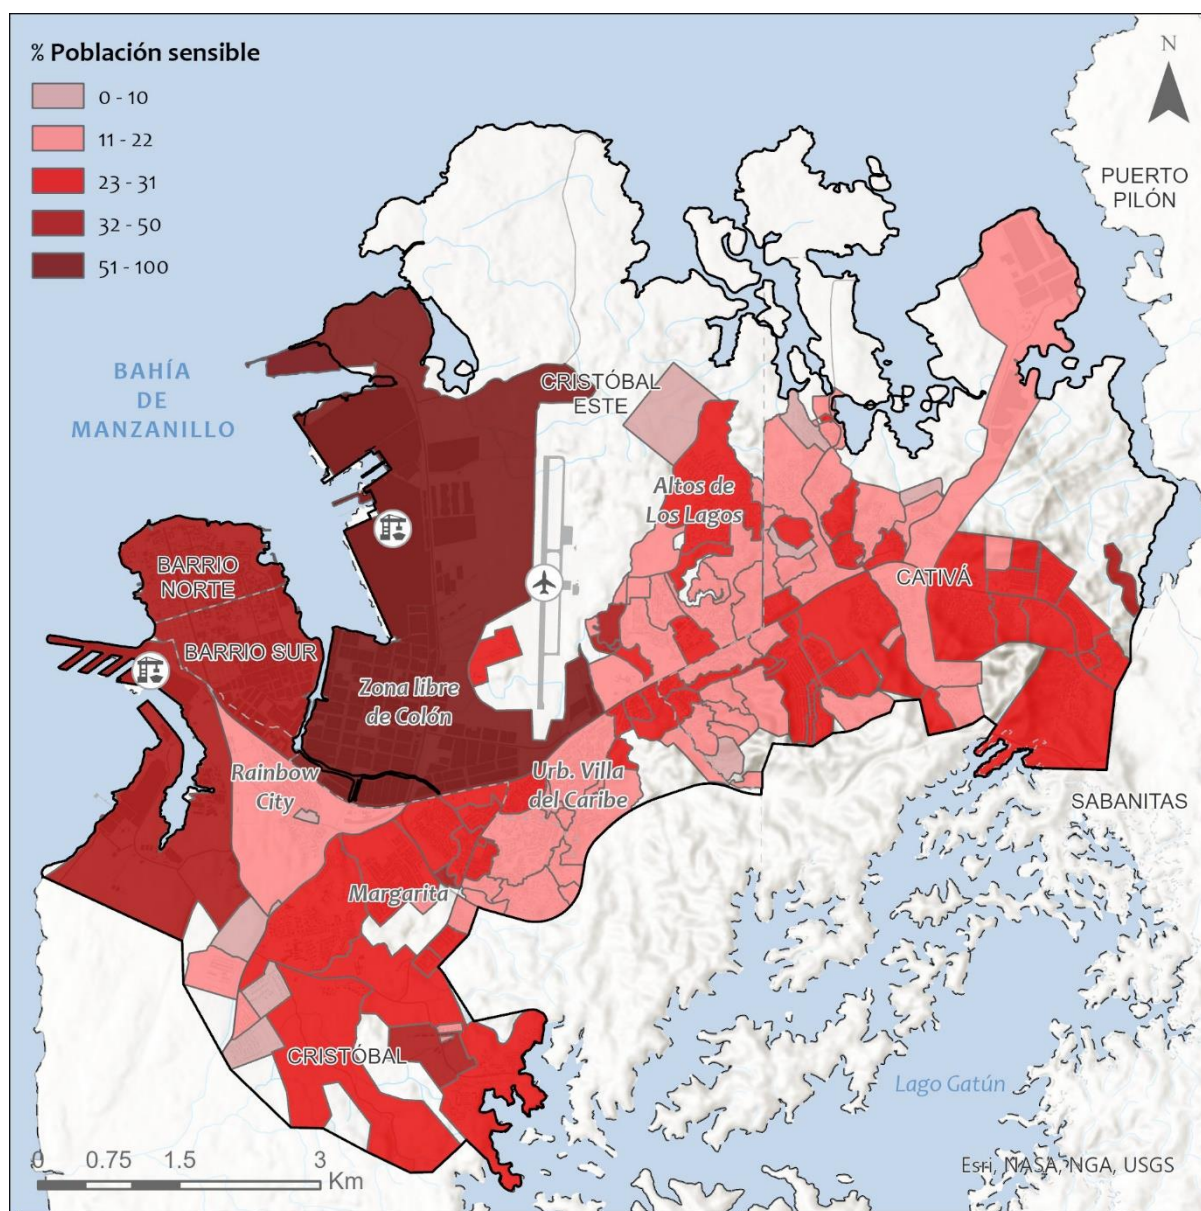 % Población sensible
0 - 10
11 - 22
23 - 31
32 - 50
51 - 100
N
PUERTO
PILÓN
BAHÍA
DE
MANZANILLO
CRISTÓBAL
ESTE
Altos de
Los Lagos
BARRIO
NORTE
CATIVÁ
BARRIO SUR
Zona libre
de Colón
Rainbow
City
Urb. Villa
del Caribe
SABANITAS
Margarita
CRISTÓBAL
Lago Gatún
0 0.75 1.5 3
Km
Esri, NASA, NGA, USGS